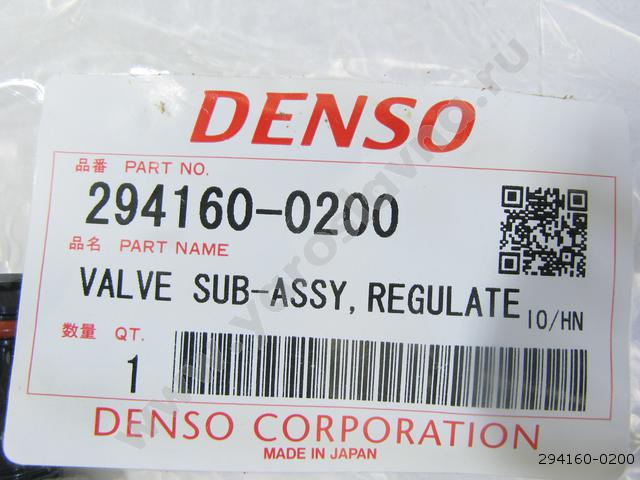 DENSO
品番 PART NO.
294160-0200
品名 PART NAME
VALVE SUB-ASSY, REGULATE IO/HN
数量 QT.
1
DENSO CORPORATION
MADE IN JAPAN
294160-0200